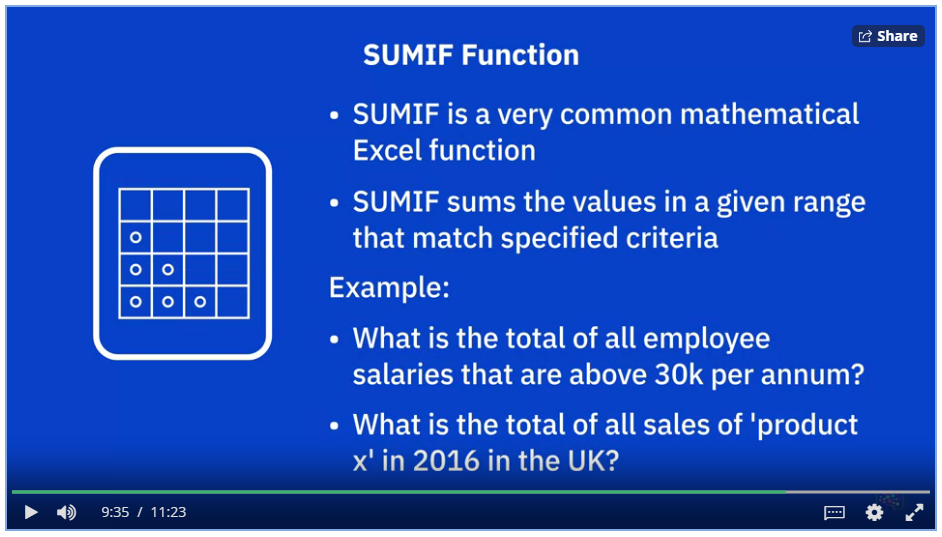 Share
SUMIF Function
• SUMIF is a very common mathematical
Excel function
• SUMIF sums the values in a given range
that match specified criteria
Example:
• What is the total of all employee
salaries that are above 30k per annum?
• What is the total of all sales of 'product
x' in 2016 in the UK?
9:35 / 11:23